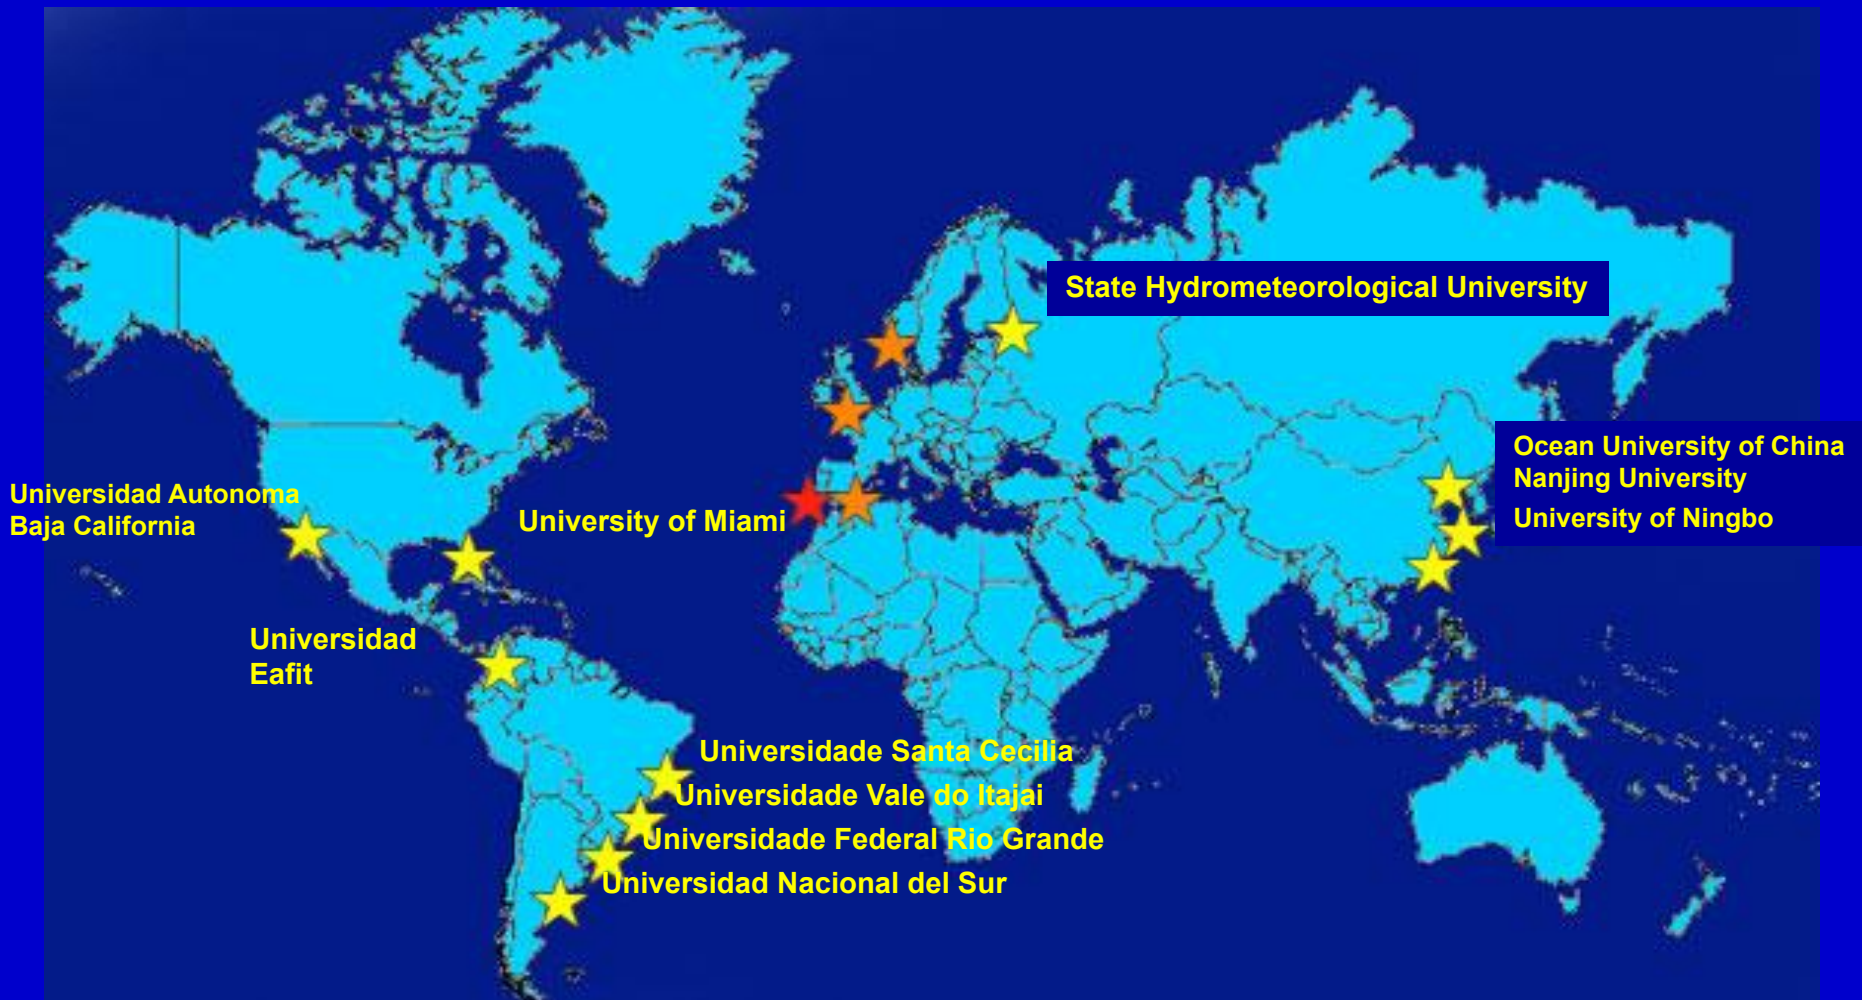 State Hydrometeorological University
Ocean University of China
Nanjing University
University of Ningbo
Universidad Autonoma
Baja California
University of Miami
Universidad
Eafit
Universidade Santa Cecilia
Universidade Vale do Itajai
Universidade Federal Rio Grande
Universidad Nacional del Sur